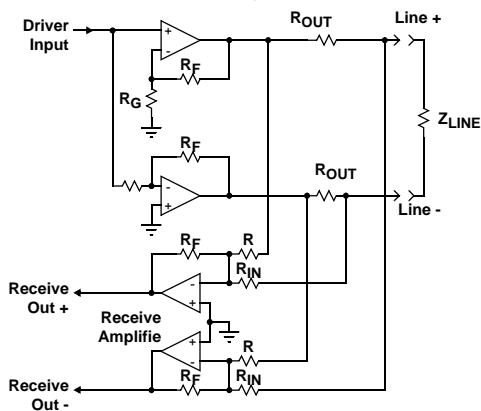 Driver
Input
+
-
RF
RG
ROUT
Line +
ZLINE
RF
-
+
ROUT
Line -
RF
R
RIN
-
+
Receive
Out +
Receive
Amplifie
+
-
R
RF
RIN
Receive
Out -